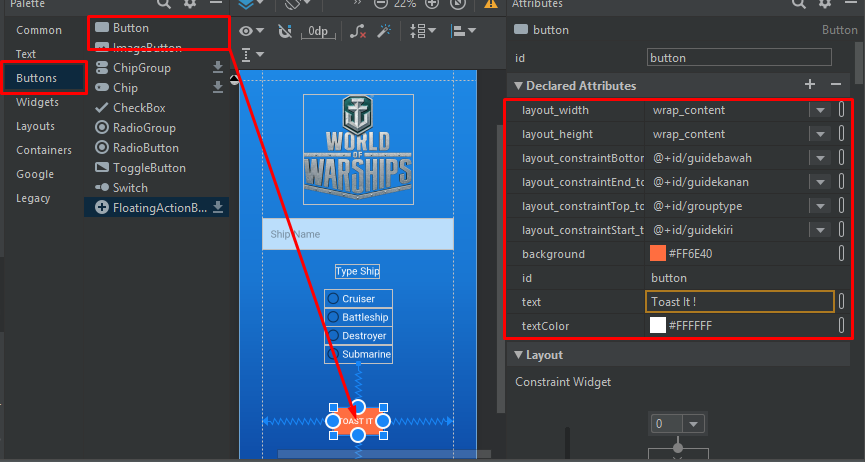 Palette
Common
Text
Buttons
Widgets
Layouts
Containers
Google
Legacy
Button
ImageButton
ChipGroup
Chip
CheckBox
RadioGroup
RadioButton
ToggleButton
Switch
FloatingActionB...
22%
0dp
WORLD
OF
WARSHIPS
Ship Name
Type Ship
Cruiser
Battleship
Destroyer
Submarine
TOAST IT
Attributes
button Button
id button
Declared Attributes
layout_width wrap_content
layout_height wrap_content
layout_constraintBottom @+id/guidebawah
layout_constraintEnd_to @+id/guidekanan
layout_constraintTop_to @+id/grouptype
layout_constraintStart_t @+id/guidekiri
background #FF6E40
id button
text Toast It !
textColor #FFFFFF
Layout
Constraint Widget
0